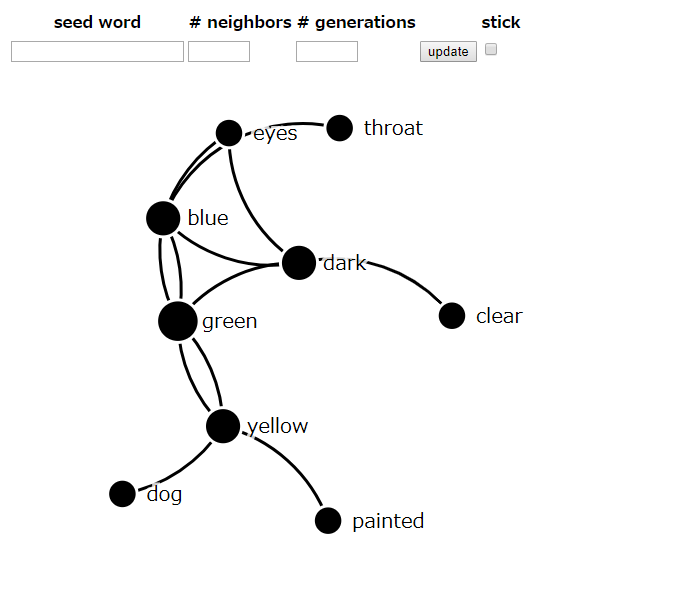 seed word # neighbors # generations stick
update
eyes
throat
blue
dark
clear
green
yellow
dog
painted